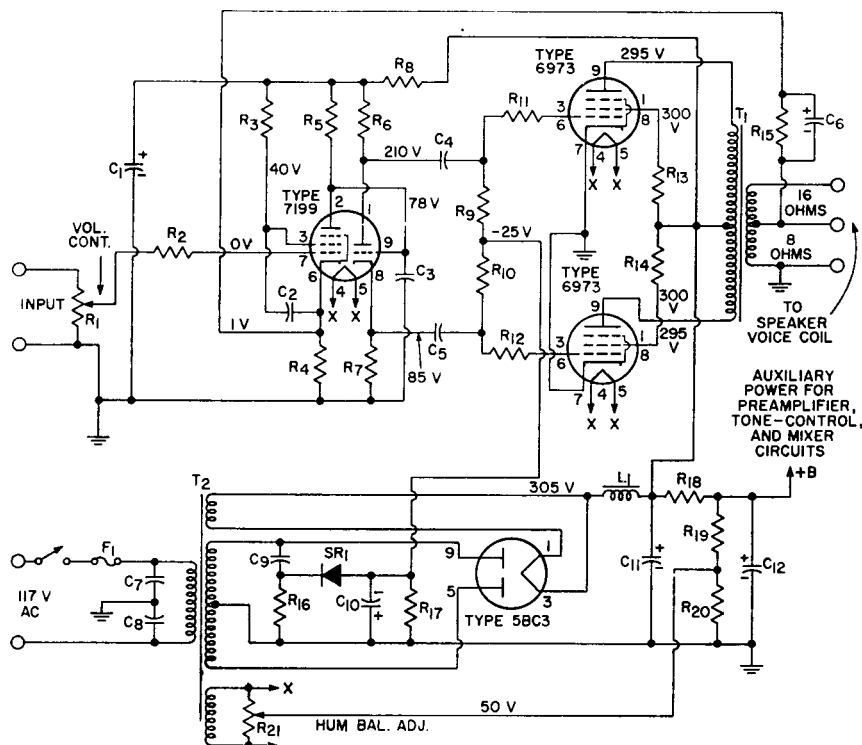 TYPE
6973
9
295 V
R8
R11
3
6
1
8
300
V
T1
R15
C6
+
-
7
4
5
X
X
R3
R5
R6
C4
210 V
C1
+
-
40V
TYPE
7199
2
1
78V
R9
R13
16
OHMS
VOL.
CONT.
R2
0V
3
7
9
-25V
R14
8
OHMS
INPUT
R1
6
4
5
8
X
X
C3
R10
TYPE
6973
9
300
V
295
V
TO
SPEAKER
VOICE COIL
C2
1V
R4
R7
C5
85 V
R12
3
6
1
8
7
4
5
X
X
AUXILIARY
POWER FOR
PREAMPLIFIER,
TONE-CONTROL,
AND MIXER
CIRCUITS
+B
T2
305V
L1
R18
F1
C7
117 V
AC
C8
C9
SR1
R16
C10
-
+
R17
9
5
1
3
TYPE 5BC3
C11
+
-
R19
R20
C12
+
-
X
R21
HUM BAL. ADJ.
50 V